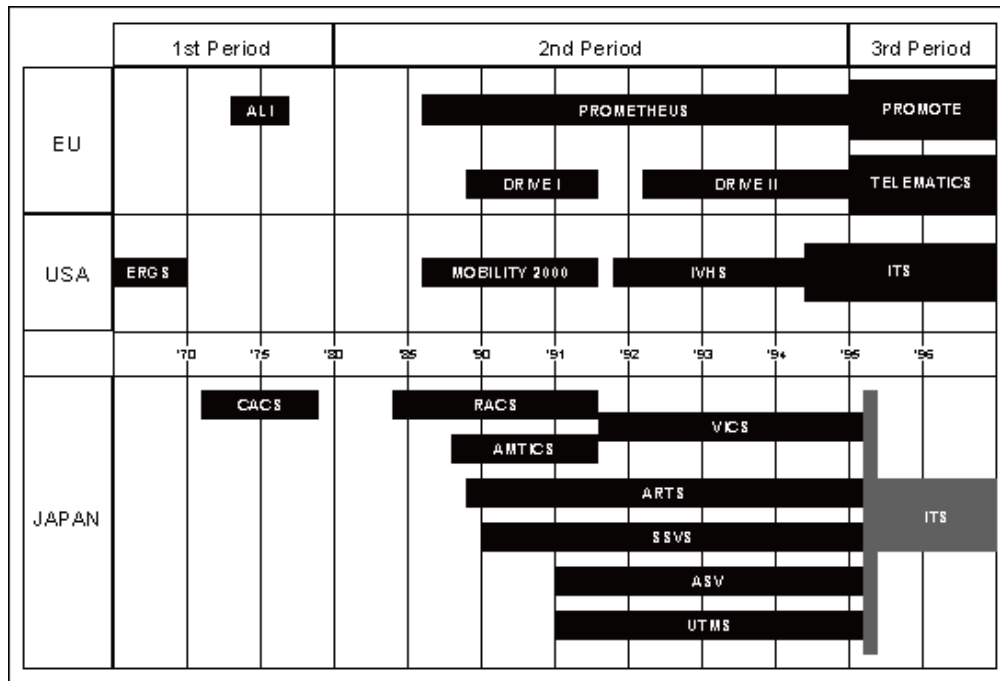 1st Period 2nd Period 3rd Period
EU
ALI PROMETHEUS PROMOTE
DRIVE I DRIVE II TELEMATICS
USA
ERGS MOBILITY 2000 IVHS ITS
'70 '75 '80 '85 '90 '91 '92 '93 '94 '95 '96
JAPAN
CACS RACS
VICS
AMTICS
ARTS
ITS
SSVS
ASV
UTMS